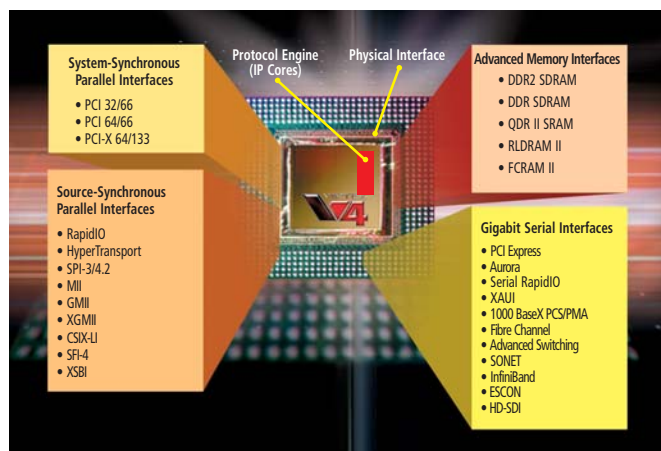 System-Synchronous
Parallel Interfaces
• PCI 32/66
• PCI 64/66
• PCI-X 64/133
Protocol Engine
(IP Cores)
Physical Interface
Advanced Memory Interfaces
• DDR2 SDRAM
• DDR SDRAM
• QDR II SRAM
• RLDRAM II
• FCRAM II
Source-Synchronous
Parallel Interfaces
• RapidIO
• HyperTransport
• SPI-3/4.2
• MII
• GMII
• XGMII
• CSIX-LI
• SFI-4
• XSBI
V4
Gigabit Serial Interfaces
• PCI Express
• Aurora
• Serial RapidIO
• XAUI
• 1000 BaseX PCS/PMA
• Fibre Channel
• Advanced Switching
• SONET
• InfiniBand
• ESCON
• HD-SDI